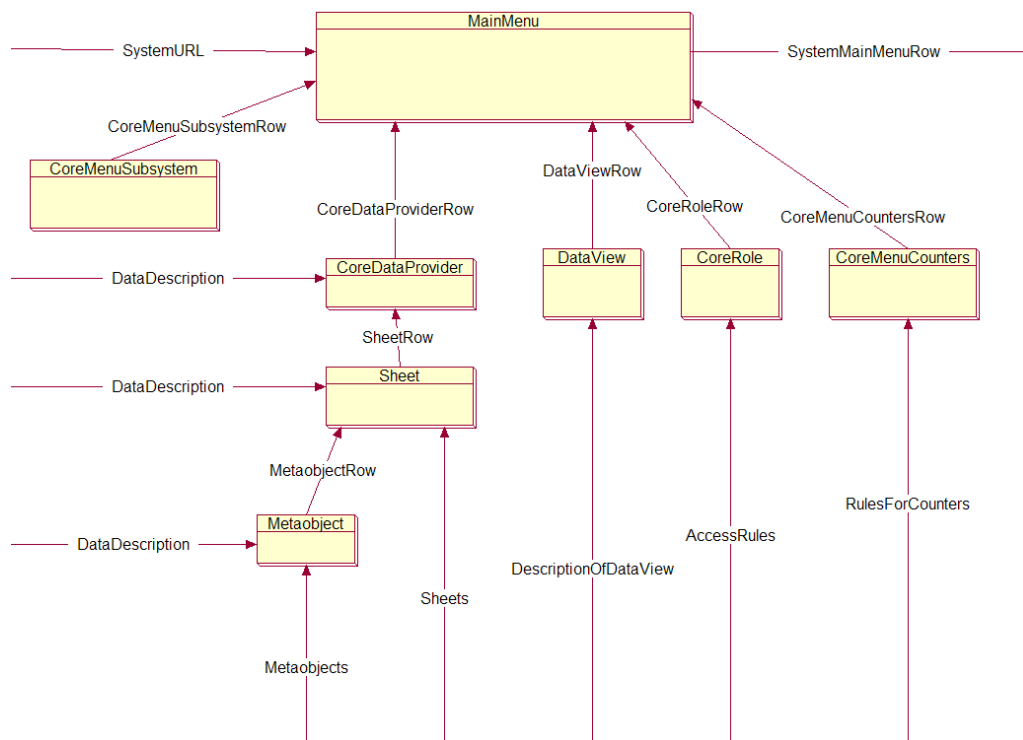 MainMenu
SystemURL
SystemMainMenuRow
CoreMenuSubsystemRow
CoreMenuSubsystem
DataViewRow
CoreDataProviderRow
CoreRoleRow
CoreMenuCountersRow
DataDescription
CoreDataProvider
DataView
CoreRole
CoreMenuCounters
SheetRow
DataDescription
Sheet
MetaobjectRow
RulesForCounters
Metaobject
DataDescription
AccessRules
DescriptionOfDataView
Sheets
Metaobjects